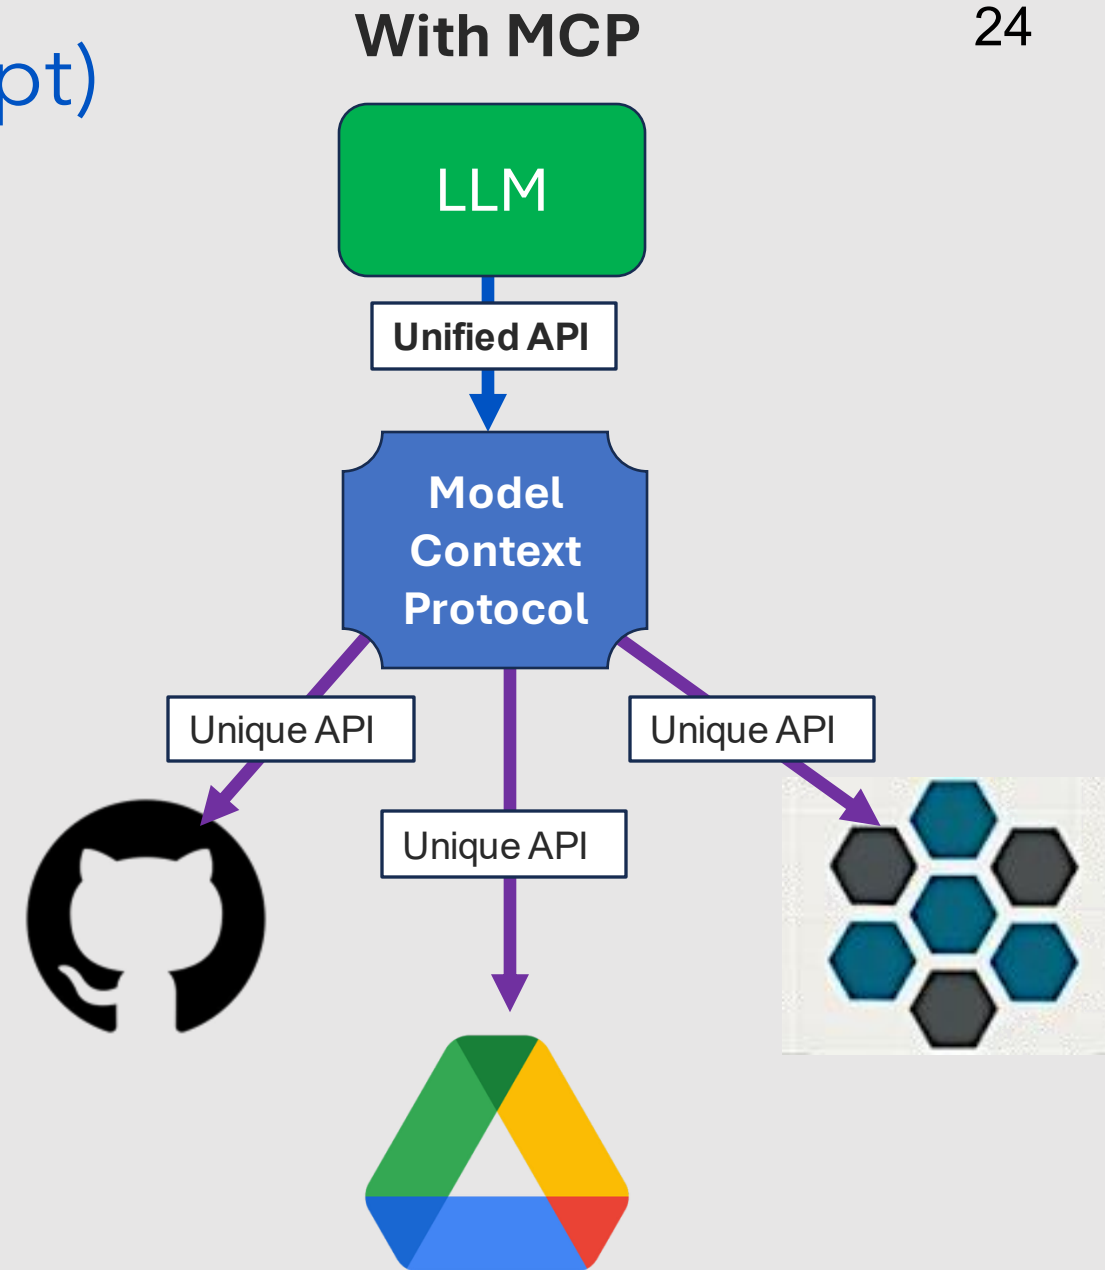 With MCP
24
pt)
LLM
Unified API
Model
Context
Protocol
Unique API
Unique API
Unique API